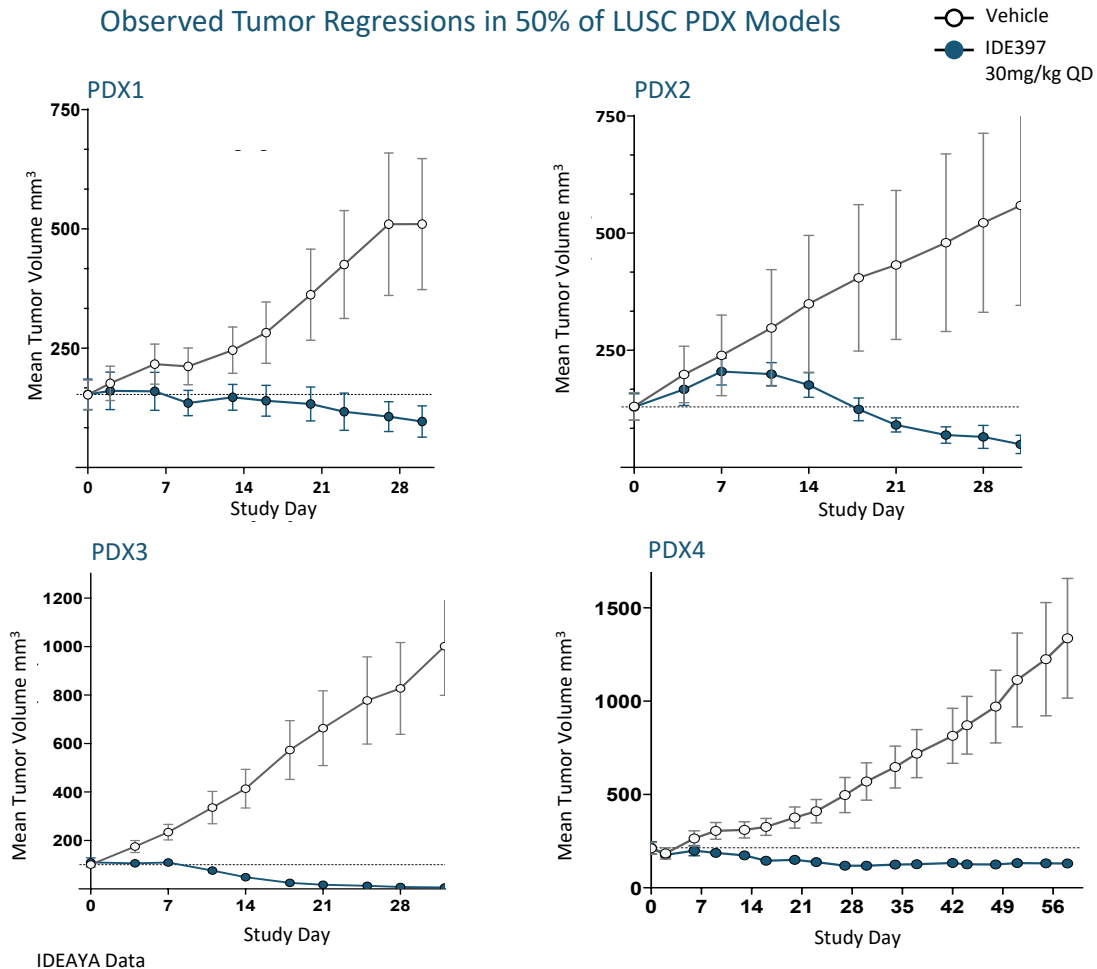 Observed Tumor Regressions in 50% of LUSC PDX Models
Vehicle
IDE397
30mg/kg QD
PDX1
Mean Tumor Volume mm³
750
500
250
0
7
14
21
28
Study Day
PDX2
Mean Tumor Volume mm³
750
500
250
0
7
14
21
28
Study Day
PDX3
Mean Tumor Volume mm³
1200
1000
800
600
400
200
0
7
14
21
28
Study Day
PDX4
Mean Tumor Volume mm³
1500
1000
500
0
0
7
14
21
28
35
42
49
56
Study Day
IDEAYA Data